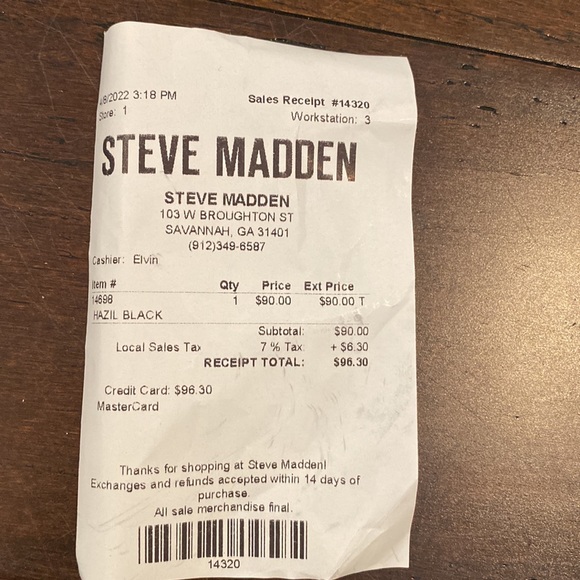 /8/2022 3:18 PM Sales Receipt #14320
Store: 1 Workstation: 3
STEVE MADDEN
STEVE MADDEN
103 W BROUGHTON ST
SAVANNAH, GA 31401
(912)349-6587
Cashier: Elvin
Item # Qty Price Ext Price
14698 1 $90.00 $90.00 T
HAZIL BLACK
Subtotal: $90.00
Local Sales Tax 7 % Tax: + $6.30
RECEIPT TOTAL: $96.30
Credit Card: $96.30
MasterCard
Thanks for shopping at Steve Madden!
Exchanges and refunds accepted within 14 days of
purchase.
All sale merchandise final.
14320